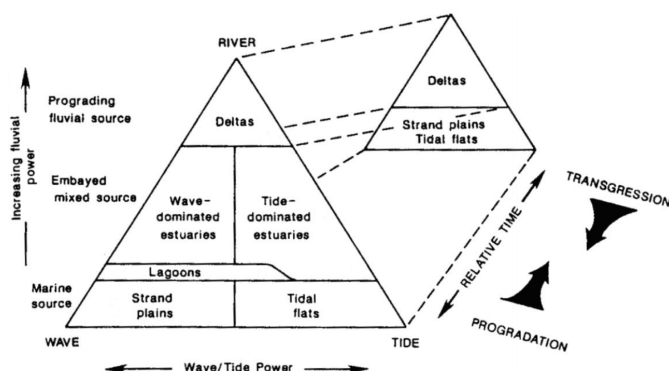 RIVER
Deltas
Prograding
fluvial source
Deltas
Strand plains
Tidal flats
Increasing fluvial
power
Embayed
mixed source
Wave-
dominated
estuaries
Tide-
dominated
estuaries
TRANSGRESSION
RELATIVE TIME
Lagoons
Marine
source
Strand
plains
Tidal
flats
PROGRADATION
WAVE
TIDE
Wave/Tide Power